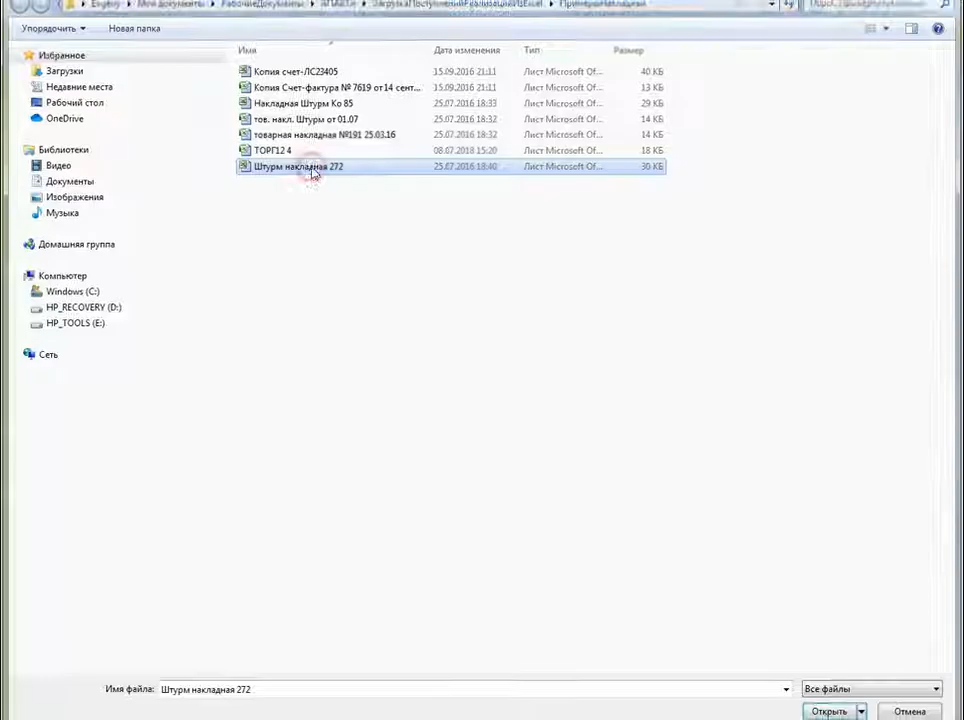 Evgeny Мои документы РабочиеДокументы
Упорядочить Новая папка
Имя Дата изменения Тип Размер
Избранное
Загрузки
Недавние места
Рабочий стол
OneDrive
Библиотеки
Видео
Документы
Изображения
Музыка
Домашняя группа
Компьютер
Windows (C:)
HP_RECOVERY (D:)
HP_TOOLS (E:)
Сеть
Копия счет-ЛС23405 15.09.2016 21:11 Лист Microsoft Of... 40 КБ
Копия Счет-фактура № 7619 от 14 сент... 15.09.2016 21:11 Лист Microsoft Of... 13 КБ
Накладная Штурм Ко 85 25.07.2016 18:33 Лист Microsoft Of... 29 КБ
тов. накл. Штурм от 01.07 25.07.2016 18:32 Лист Microsoft Of... 14 КБ
товарная накладная №191 25.03.16 25.07.2016 18:32 Лист Microsoft Of... 14 КБ
ТОРГ12 4 08.07.2018 15:20 Лист Microsoft Of... 18 КБ
Штурм накладная 272 25.07.2016 18:40 Лист Microsoft Of... 30 КБ
Имя файла: Штурм накладная 272 Все файлы
Открыть Отмена